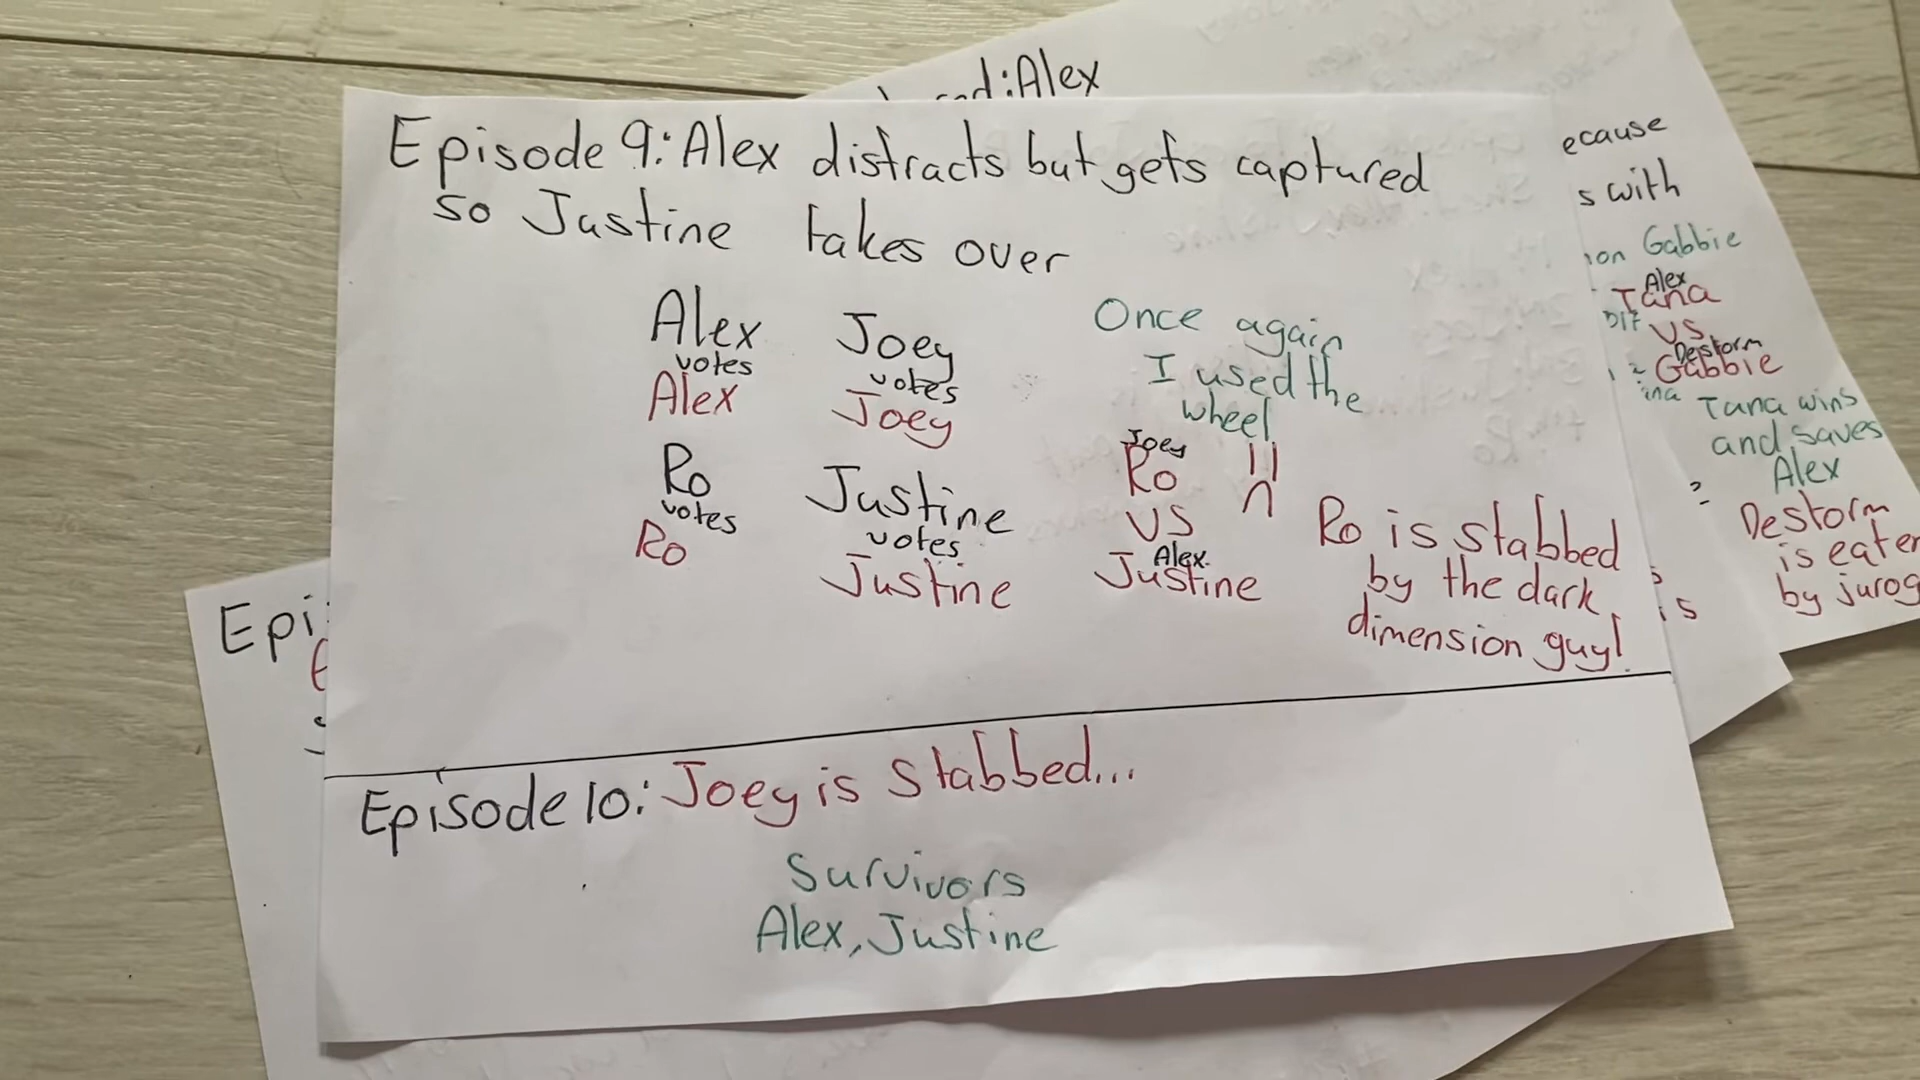 Alex
Episode 9: Alex distracts but gets captured
so Justine takes over
Alex
votes
Alex
Joey
votes
Joey
Ro
votes
Ro
Justine
votes
Justine
Once again
I used the
wheel
Joey
Ro
VS
Alex
Justine
Ro is stabbed
by the dark
dimension guy!
Episode 10: Joey is stabbed...
Survivors
Alex, Justine
Epi
ecause
s with
on Gabbie
Alex
Tana
VS
Destorm
Gabbie
Tana wins
and saves
Alex
Destorm
is eaten
by jurog